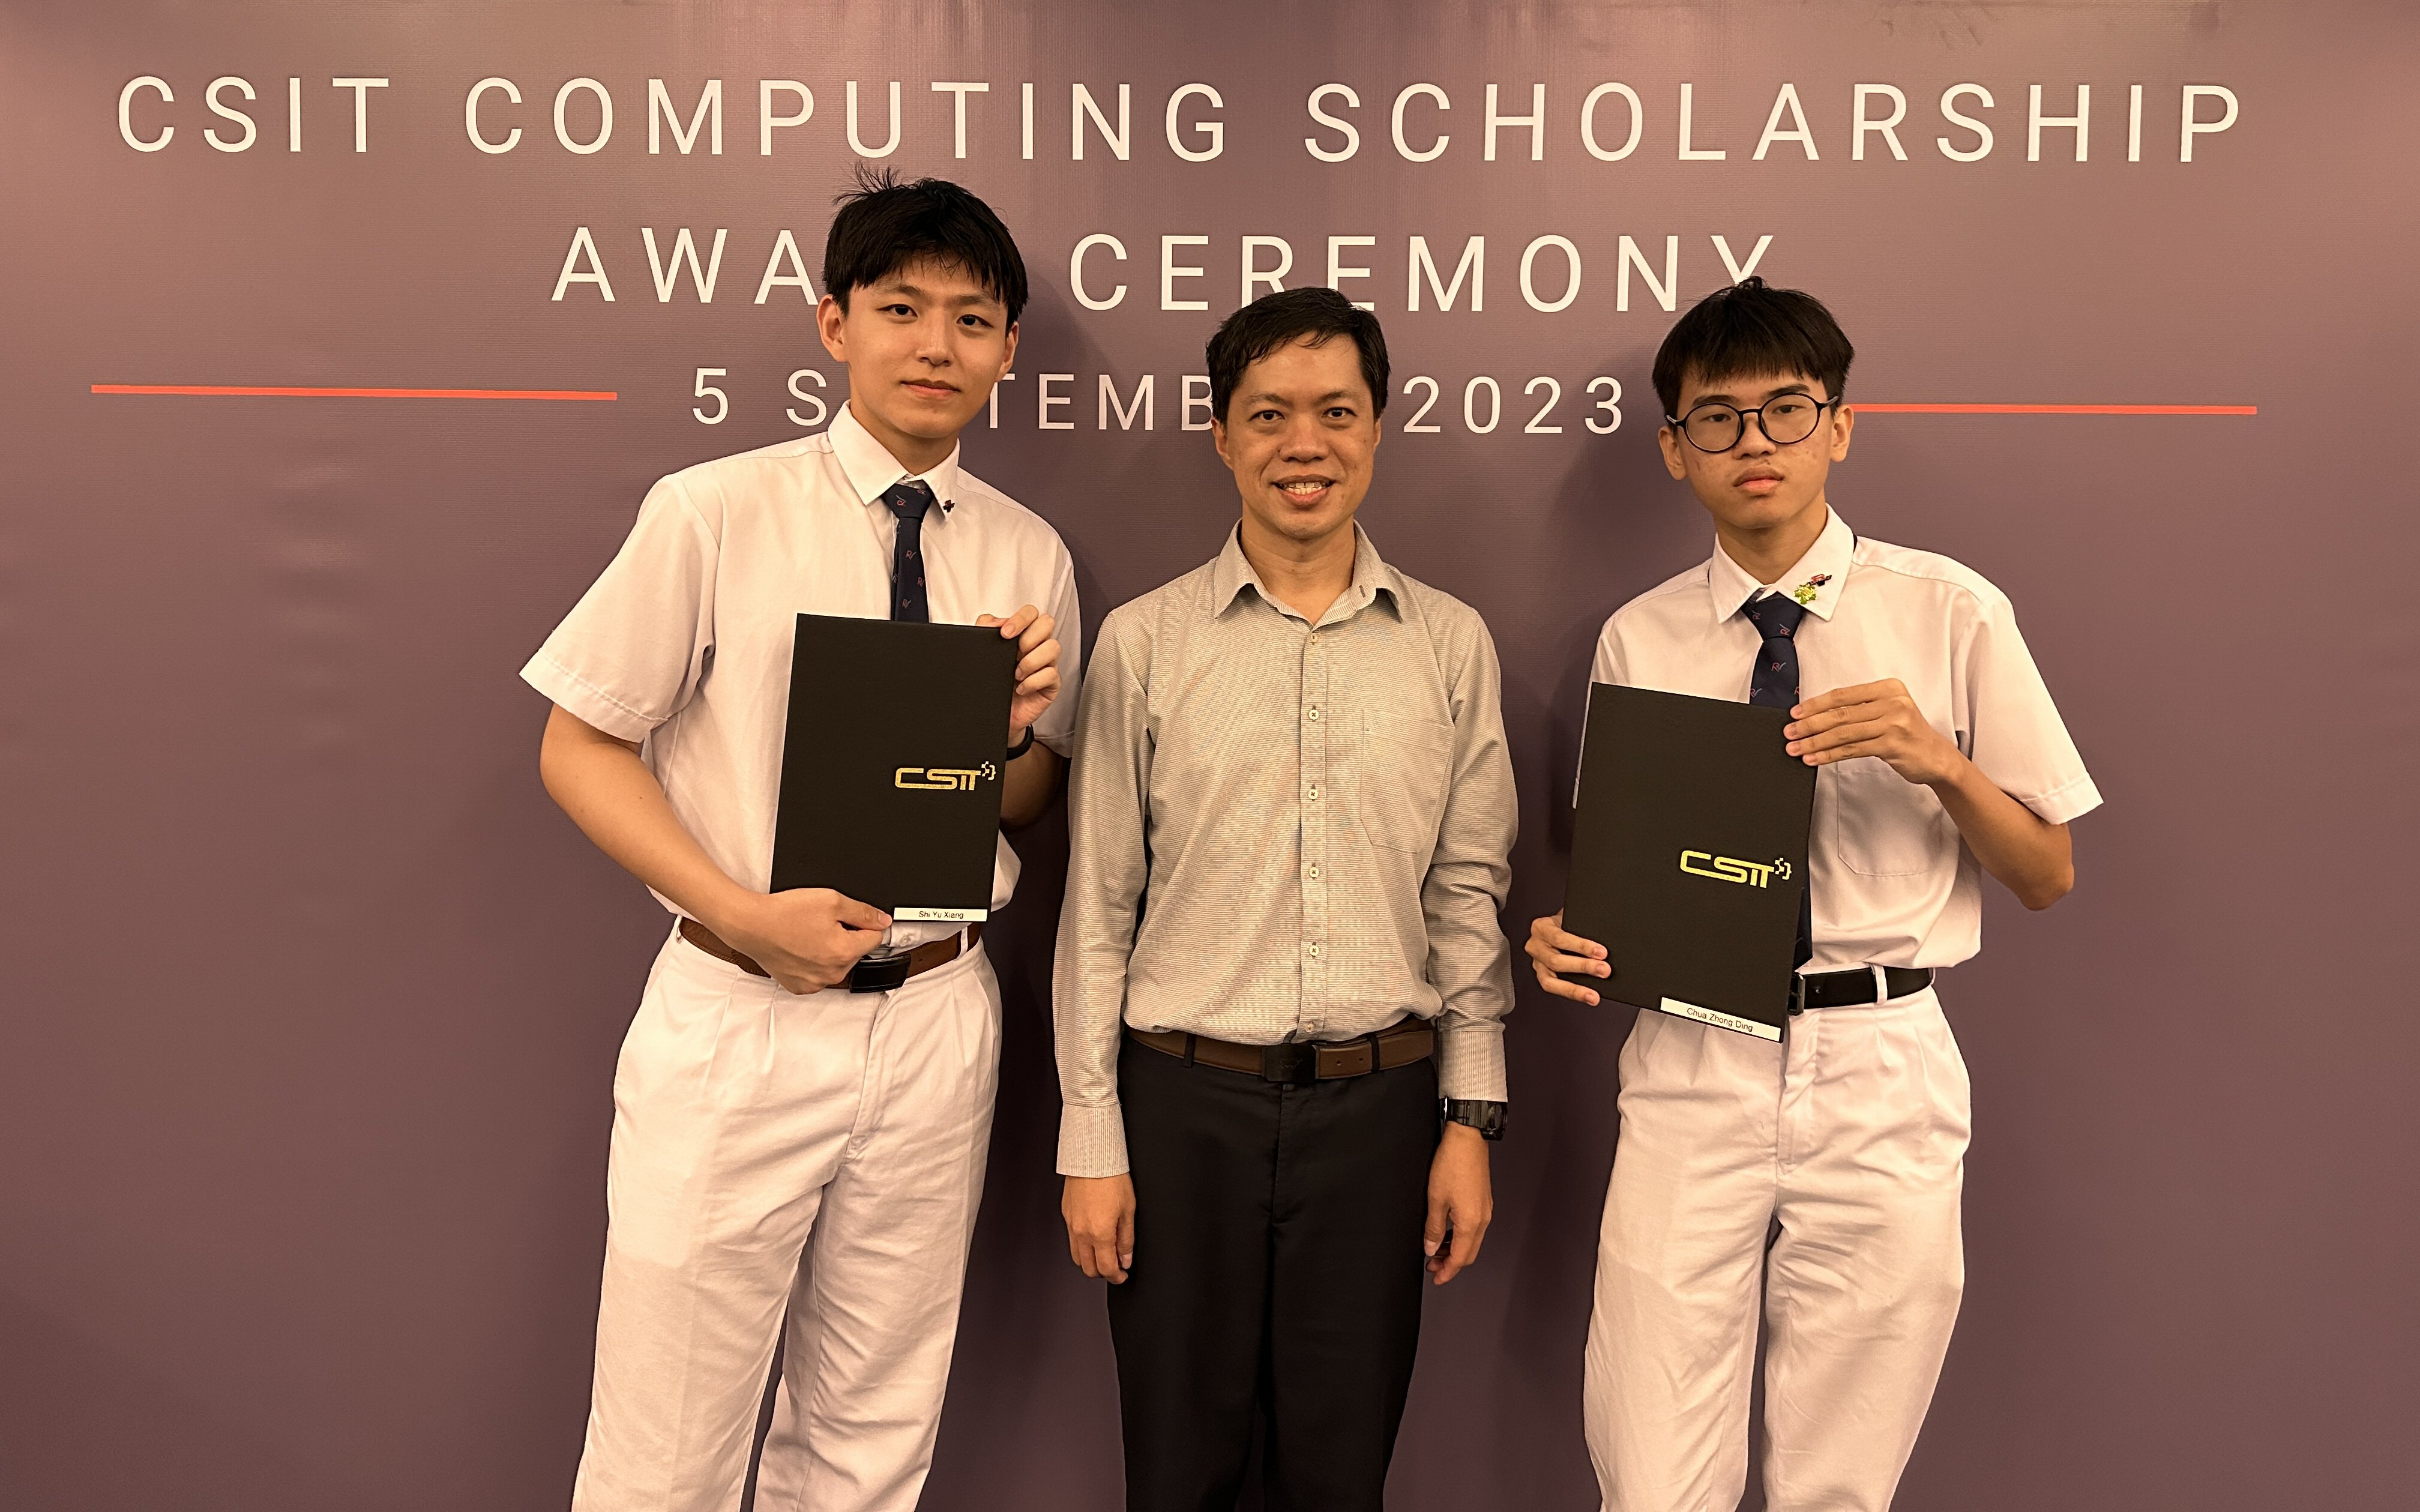 CSIT COMPUTING SCHOLARSHIP
AWA CEREMONY
5 S TEMB 2023
CSIT
Shi Yu Xiang
CSIT
Chua Zhong Ding